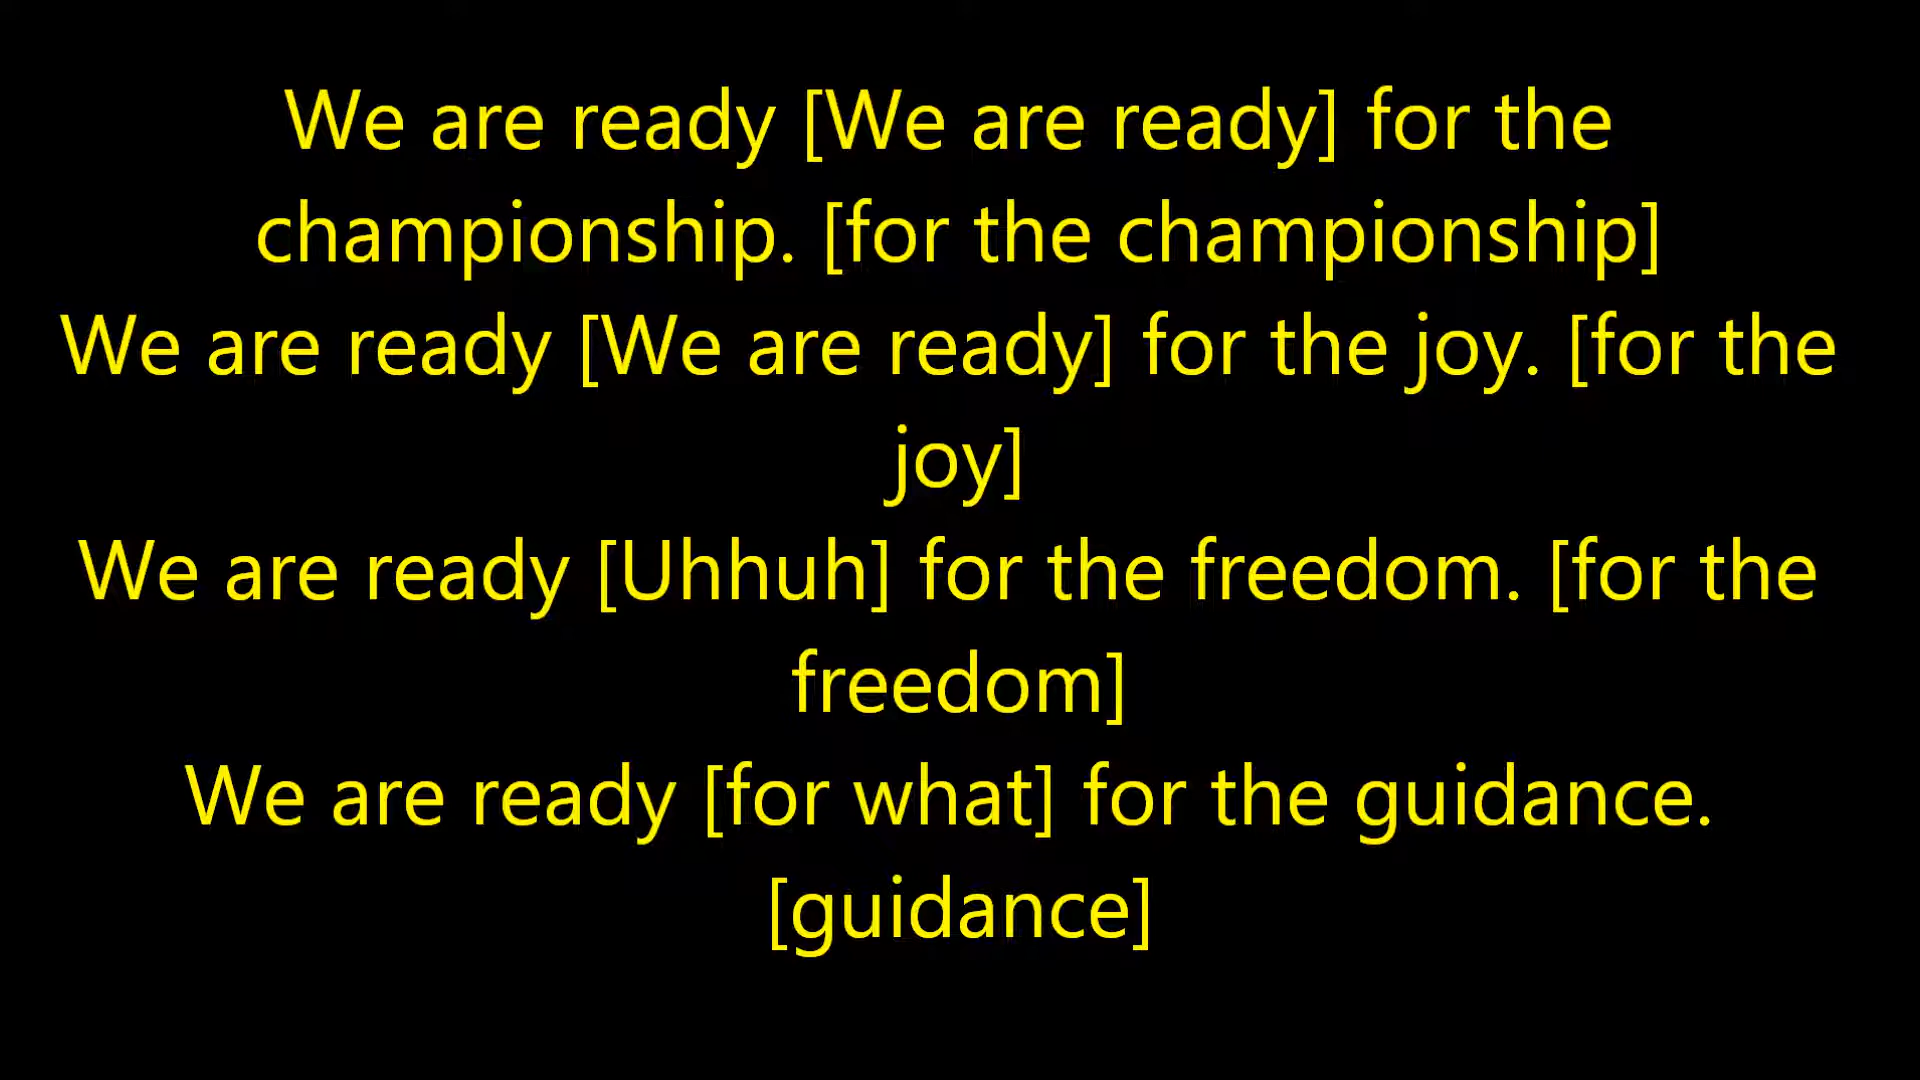 We are ready [We are ready] for the
championship. [for the championship]
We are ready [We are ready] for the joy. [for the
joy]
We are ready [Uhhuh] for the freedom. [for the
freedom]
We are ready [for what] for the guidance.
[guidance]